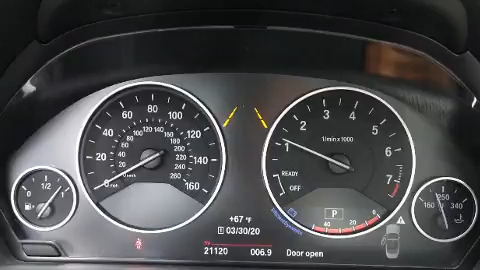 80
60 100
40 120
20 140
0 160
20 40 60 80 100 120 140 160 180 200 220 240 260
0 1/2 1
1 2 3 4 5 6 7
1/min x 1000
READY
OFF
P
160 250 340
+67 °F
03/30/20
21120 006.9
Door open